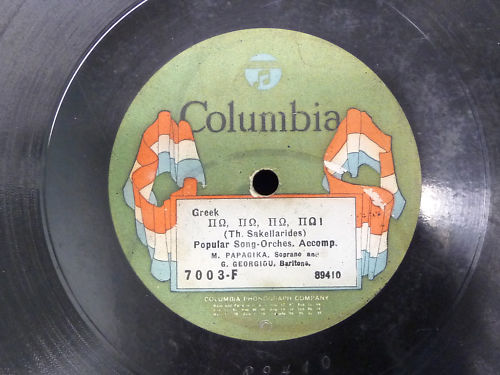 Columbia
Greek
ΠΩ, ΠΩ, ΠΩ, ΠΩ!
(Th. Sakellarides)
Popular Song-Orches. Accomp.
M. PAPAGIKA, Soprano and
G. GEORGIOU, Baritone.
7003-F 89410
COLUMBIA PHONOGRAPH COMPANY
89410